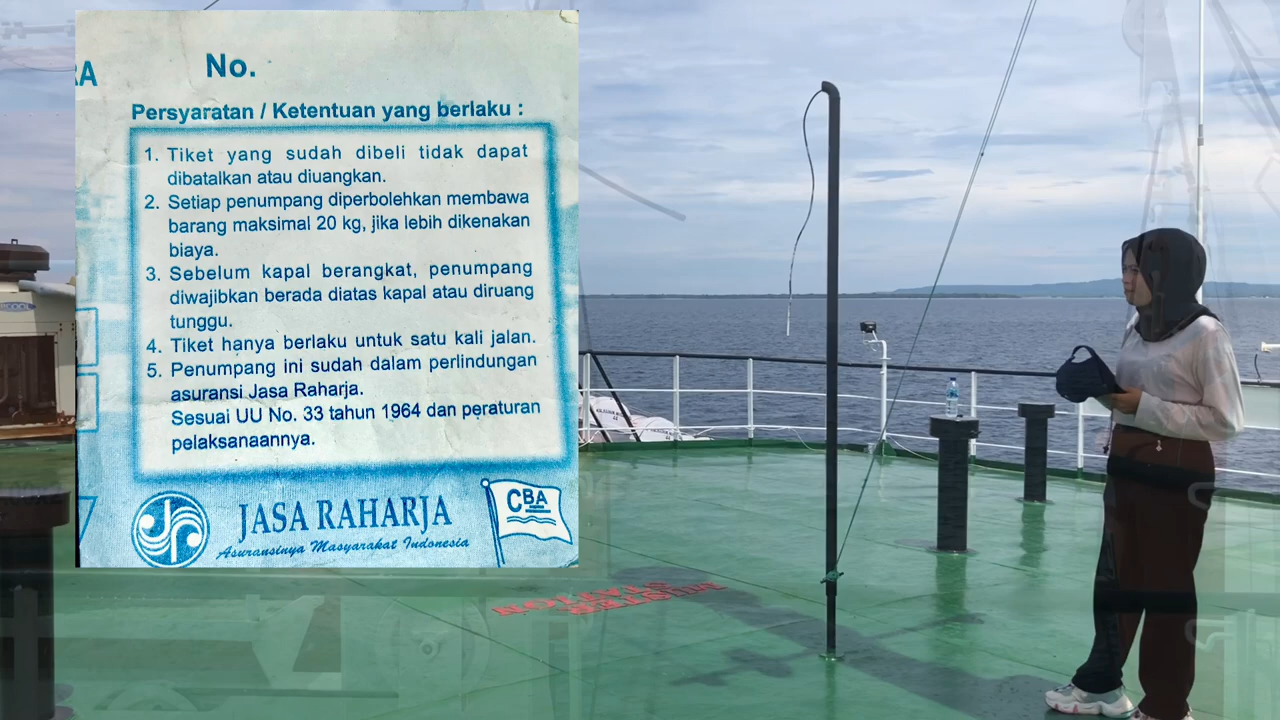 RA
No.
Persyaratan / Ketentuan yang berlaku :
1. Tiket yang sudah dibeli tidak dapat
dibatalkan atau diuangkan.
2. Setiap penumpang diperbolehkan membawa
barang maksimal 20 kg, jika lebih dikenakan
biaya.
3. Sebelum kapal berangkat, penumpang
diwajibkan berada diatas kapal atau diruang
tunggu.
4. Tiket hanya berlaku untuk satu kali jalan.
5. Penumpang ini sudah dalam perlindungan
asuransi Jasa Raharja.
Sesuai UU No. 33 tahun 1964 dan peraturan
pelaksanaannya.
JASA RAHARJA
Asuransinya Masyarakat Indonesia
CBA
MUSTER
STATION